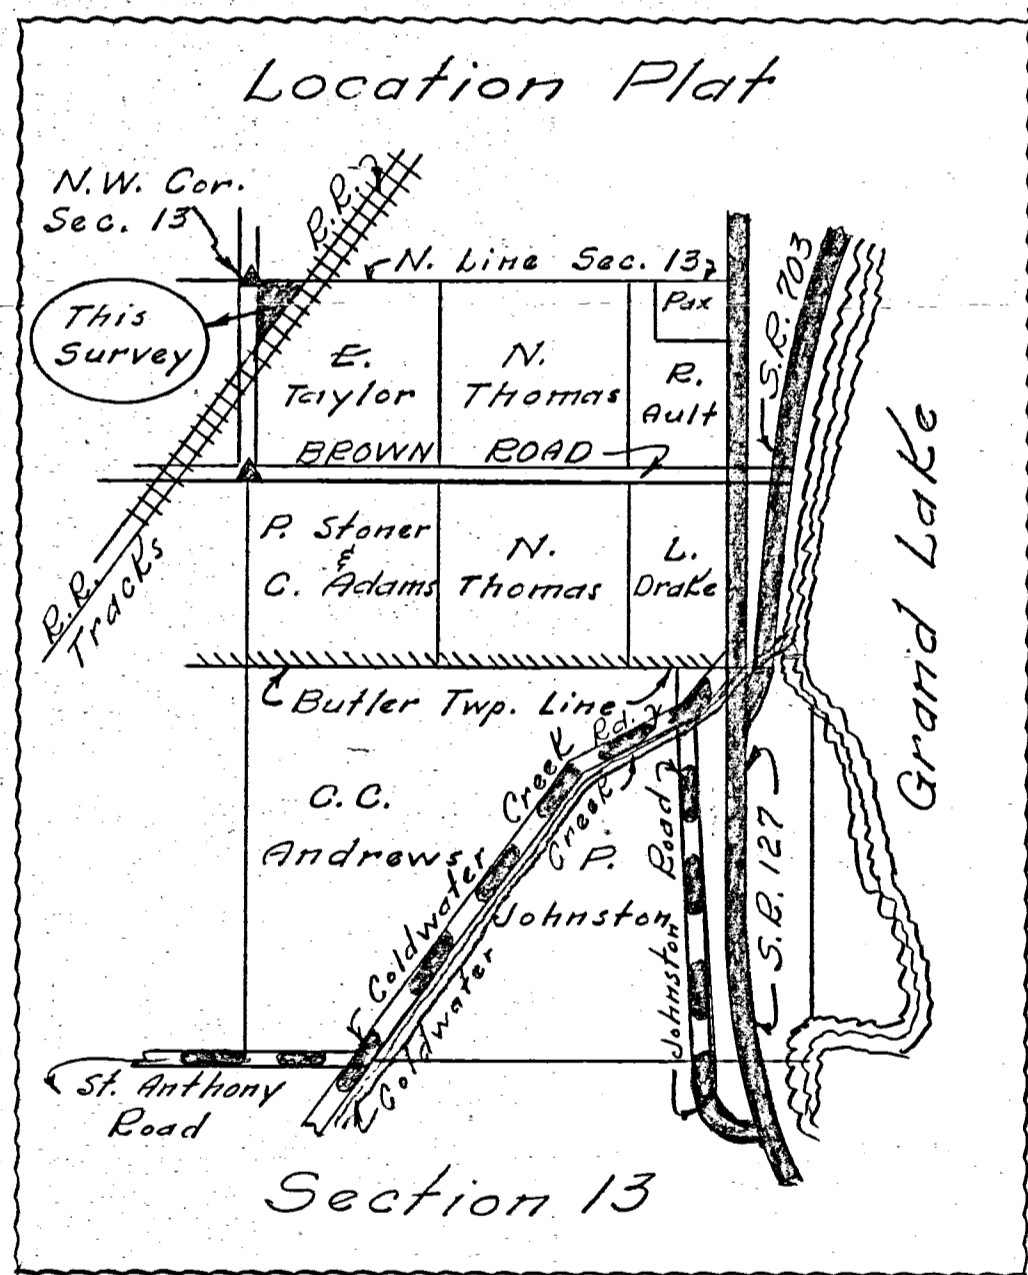 Location Plat
N.W. Cor.
Sec. 13
R.R.
N. Line Sec. 13
S.R. 703
This
Survey
Pax
E.
Taylor
N.
Thomas
R.
Ault
BROWN ROAD
P. Stoner
&
C. Adams
N.
Thomas
L.
Drake
R.R.
Tracks
Grand Lake
Butler Twp. Line
Coldwater Creek Rd.
C.C.
Andrews
Coldwater Creek
P.
Johnston
Johnston Road
S.R. 127
St. Anthony
Road
Section 13